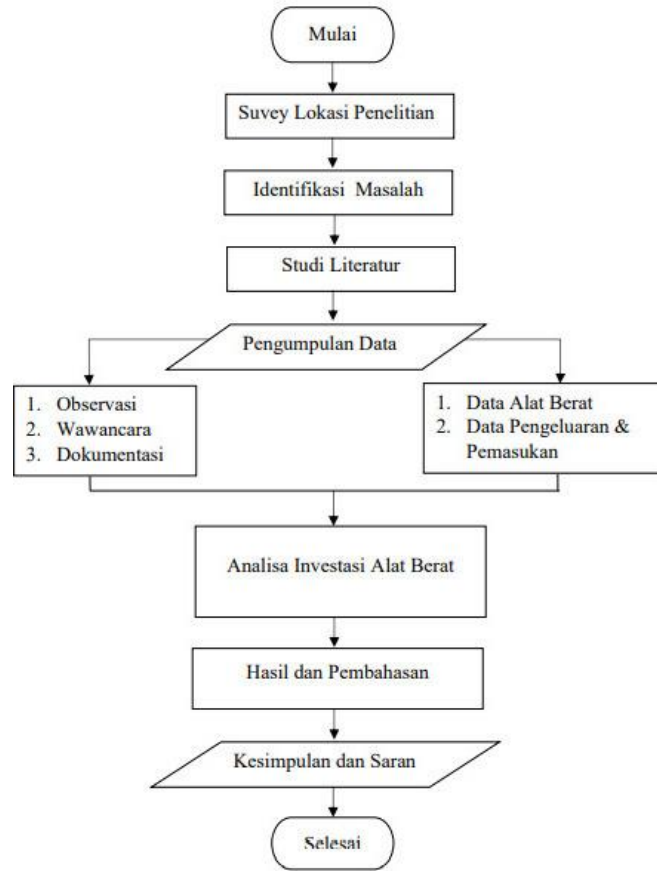 Mulai
Suvey Lokasi Penelitian
Identifikasi Masalah
Studi Literatur
Pengumpulan Data
1. Observasi
2. Wawancara
3. Dokumentasi
1. Data Alat Berat
2. Data Pengeluaran &
Pemasukan
Analisa Investasi Alat Berat
Hasil dan Pembahasan
Kesimpulan dan Saran
Selesai